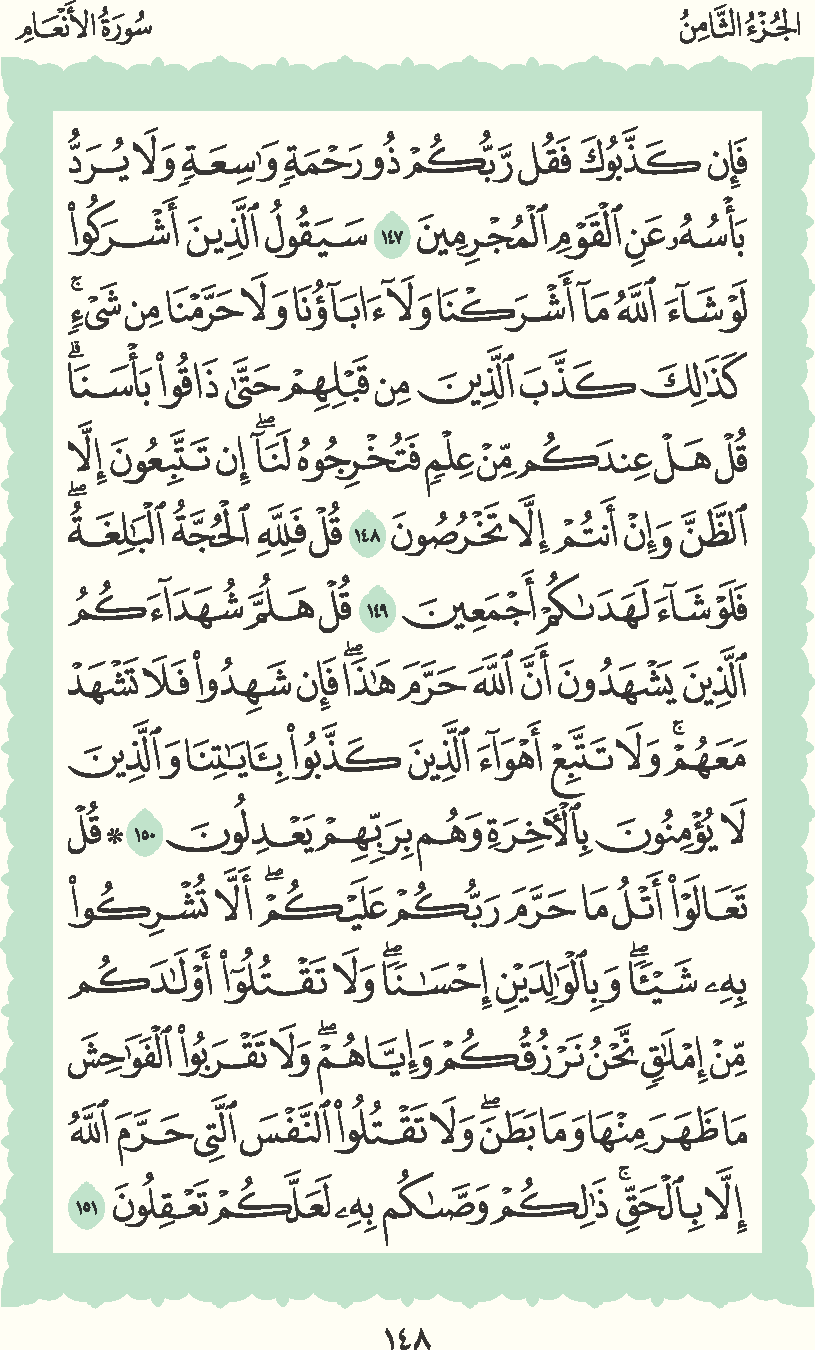 الجُزْءُ الثَّامِنُ
سُورَةُ الأَنْعَامِ
فَإِن كَذَّبُوكَ فَقُل رَّبُّكُمْ ذُو رَحْمَةٍ وَٰسِعَةٍ وَلَا يُرَدُّ
بَأْسُهُۥ عَنِ ٱلْقَوْمِ ٱلْمُجْرِمِينَ ١٤٧ سَيَقُولُ ٱلَّذِينَ أَشْرَكُوا۟
لَوْ شَآءَ ٱللَّهُ مَآ أَشْرَكْنَا وَلَآ ءَابَآؤُنَا وَلَا حَرَّمْنَا مِن شَىْءٍۚ
كَذَٰلِكَ كَذَّبَ ٱلَّذِينَ مِن قَبْلِهِمْ حَتَّىٰ ذَاقُوا۟ بَأْسَنَاۗ
قُلْ هَلْ عِندَكُم مِّنْ عِلْمٍ فَتُخْرِجُوهُ لَنَآۖ إِن تَتَّبِعُونَ إِلَّا
ٱلظَّنَّ وَإِنْ أَنتُمْ إِلَّا تَخْرُصُونَ ١٤٨ قُلْ فَلِلَّهِ ٱلْحُجَّةُ ٱلْبَٰلِغَةُۖ
فَلَوْ شَآءَ لَهَدَىٰكُمْ أَجْمَعِينَ ١٤٩ قُلْ هَلُمَّ شُهَدَآءَكُمُ
ٱلَّذِينَ يَشْهَدُونَ أَنَّ ٱللَّهَ حَرَّمَ هَٰذَاۖ فَإِن شَهِدُوا۟ فَلَا تَشْهَدْ
مَعَهُمْۚ وَلَا تَتَّبِعْ أَهْوَآءَ ٱلَّذِينَ كَذَّبُوا۟ بِـَٔايَٰتِنَا وَٱلَّذِينَ
لَا يُؤْمِنُونَ بِٱلْـَٔاخِرَةِ وَهُم بِرَبِّهِمْ يَعْدِلُونَ ١٥٠ ۞ قُلْ
تَعَالَوْا۟ أَتْلُ مَا حَرَّمَ رَبُّكُمْ عَلَيْكُمْۖ أَلَّا تُشْرِكُوا۟
بِهِۦ شَيْـًٔاۖ وَبِٱلْوَٰلِدَيْنِ إِحْسَٰنًاۖ وَلَا تَقْتُلُوٓا۟ أَوْلَٰدَكُم
مِّنْ إِمْلَٰقٍۖ نَّحْنُ نَرْزُقُكُمْ وَإِيَّاهُمْۖ وَلَا تَقْرَبُوا۟ ٱلْفَوَٰحِشَ
مَا ظَهَرَ مِنْهَا وَمَا بَطَنَۖ وَلَا تَقْتُلُوا۟ ٱلنَّفْسَ ٱلَّتِى حَرَّمَ ٱللَّهُ
إِلَّا بِٱلْحَقِّۚ ذَٰلِكُمْ وَصَّىٰكُم بِهِۦ لَعَلَّكُمْ تَعْقِلُونَ ١٥١
١٤٨